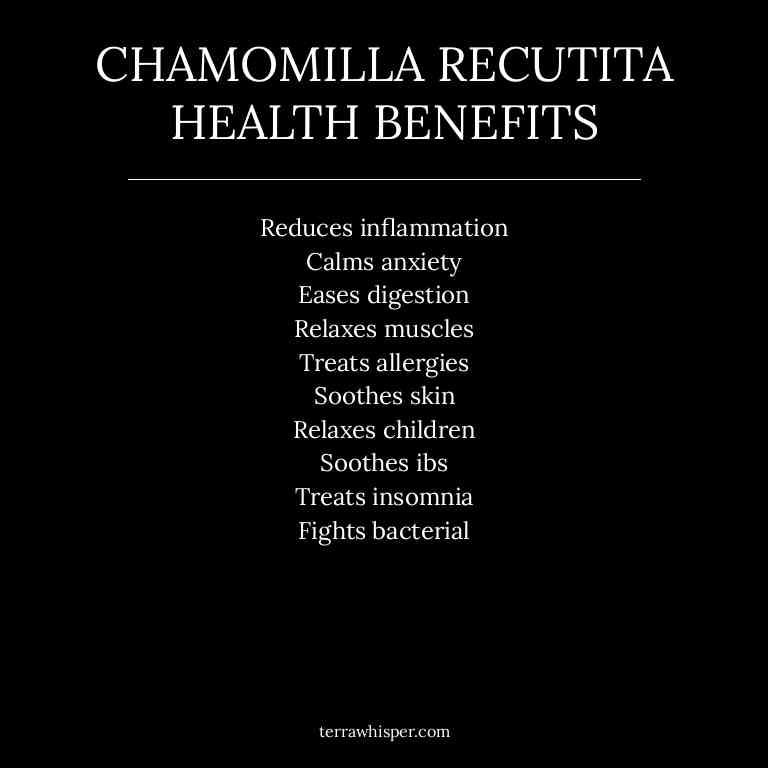 CHAMOMILLA RECUTITA
HEALTH BENEFITS
Reduces inflammation
Calms anxiety
Eases digestion
Relaxes muscles
Treats allergies
Soothes skin
Relaxes children
Soothes ibs
Treats insomnia
Fights bacterial
terrawhisper.com